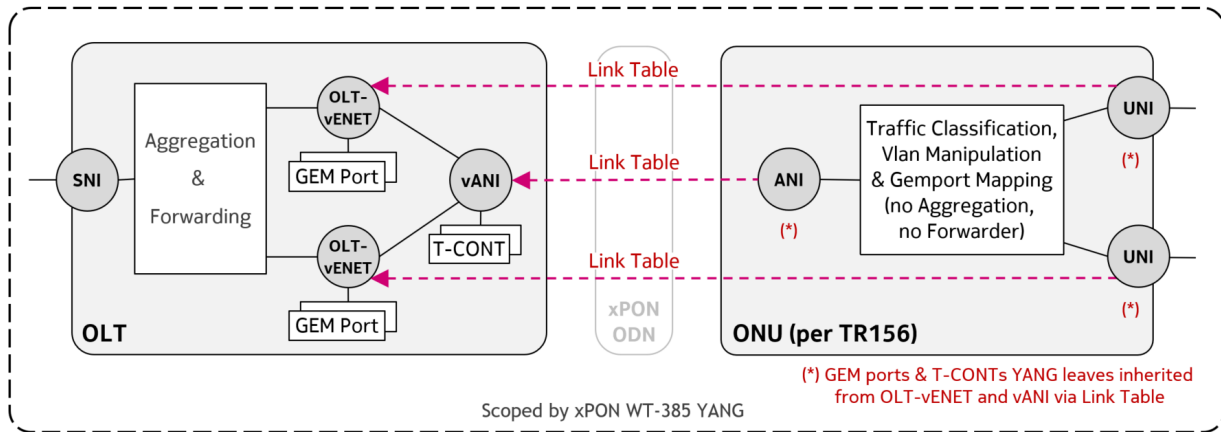 Link Table
OLT-
vENET
UNI
Aggregation
&
Forwarding
Traffic Classification,
Vlan Manipulation
& Gemport Mapping
(no Aggregation,
no Forwarder)
GEM Port
(*)
SNI
vANI
Link Table
ANI
(*)
OLT-
vENET
T-CONT
Link Table
UNI
GEM Port
(*)
xPON
ODN
OLT
ONU (per TR156)
(*) GEM ports & T-CONTs YANG leaves inherited
from OLT-vENET and vANI via Link Table
Scoped by xPON WT-385 YANG